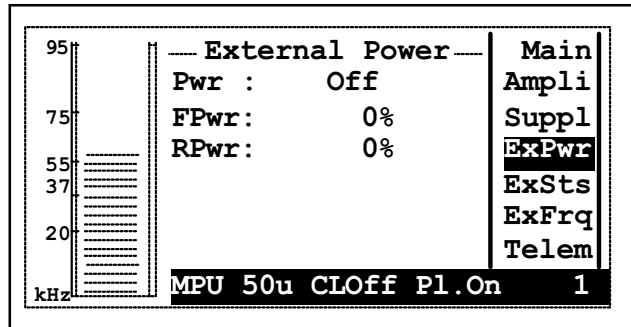 95
75
55
37
20
kHz
External Power
Pwr : Off
FPwr: 0%
RPwr: 0%
Main
Ampli
Suppl
ExPwr
ExSts
ExFrq
Telem
MPU 50u CLOff Pl.On 1